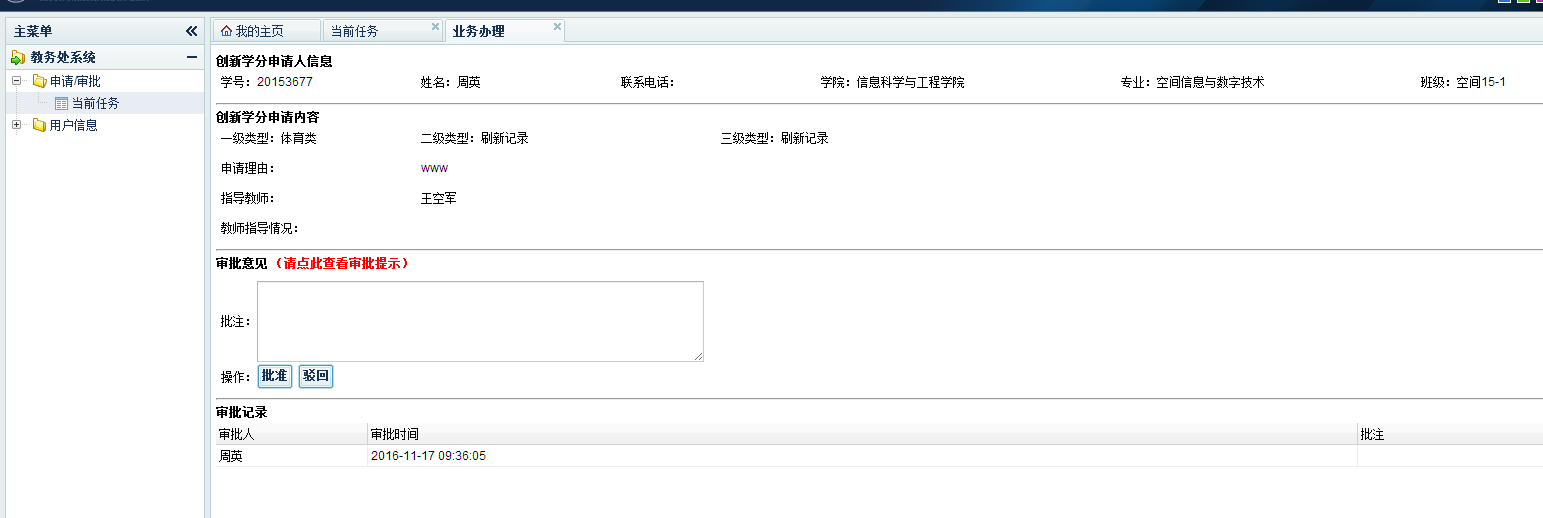 主菜单
教务处系统
申请/审批
当前任务
用户信息
我的主页 当前任务 业务办理
创新学分申请人信息
学号：20153677 姓名：周英 联系电话： 学院：信息科学与工程学院 专业：空间信息与数字技术 班级：空间15-1
创新学分申请内容
一级类型：体育类 二级类型：刷新记录 三级类型：刷新记录
申请理由： www
指导教师： 王空军
教师指导情况：
审批意见（请点此查看审批提示）
批注：
操作： 批准 驳回
审批记录
审批人 审批时间 批注
周英 2016-11-17 09:36:05